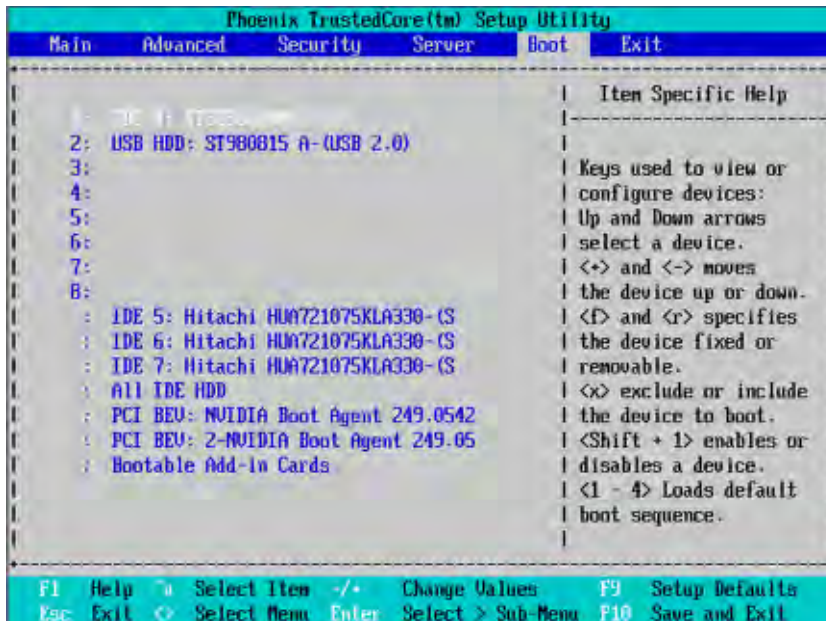 Phoenix TrustedCore(tm) Setup Utility
Main Advanced Security Server Boot Exit
Item Specific Help
2: USB HDD: ST980815 A-(USB 2.0)
3:
4:
5:
6:
7:
8:
: IDE 5: Hitachi HUA721075KLA330-(S
: IDE 6: Hitachi HUA721075KLA330-(S
: IDE 7: Hitachi HUA721075KLA330-(S
: All IDE HDD
: PCI BEV: NVIDIA Boot Agent 249.0542
: PCI BEV: 2-NVIDIA Boot Agent 249.05
: Bootable Add-in Cards
Keys used to view or
configure devices:
Up and Down arrows
select a device.
<+> and <-> moves
the device up or down.
<f> and <r> specifies
the device fixed or
removable.
<x> exclude or include
the device to boot.
<Shift + 1> enables or
disables a device.
<1 - 4> Loads default
boot sequence.
F1 Help Select Item -/+ Change Values F9 Setup Defaults
Esc Exit <> Select Menu Enter Select > Sub-Menu F10 Save and Exit